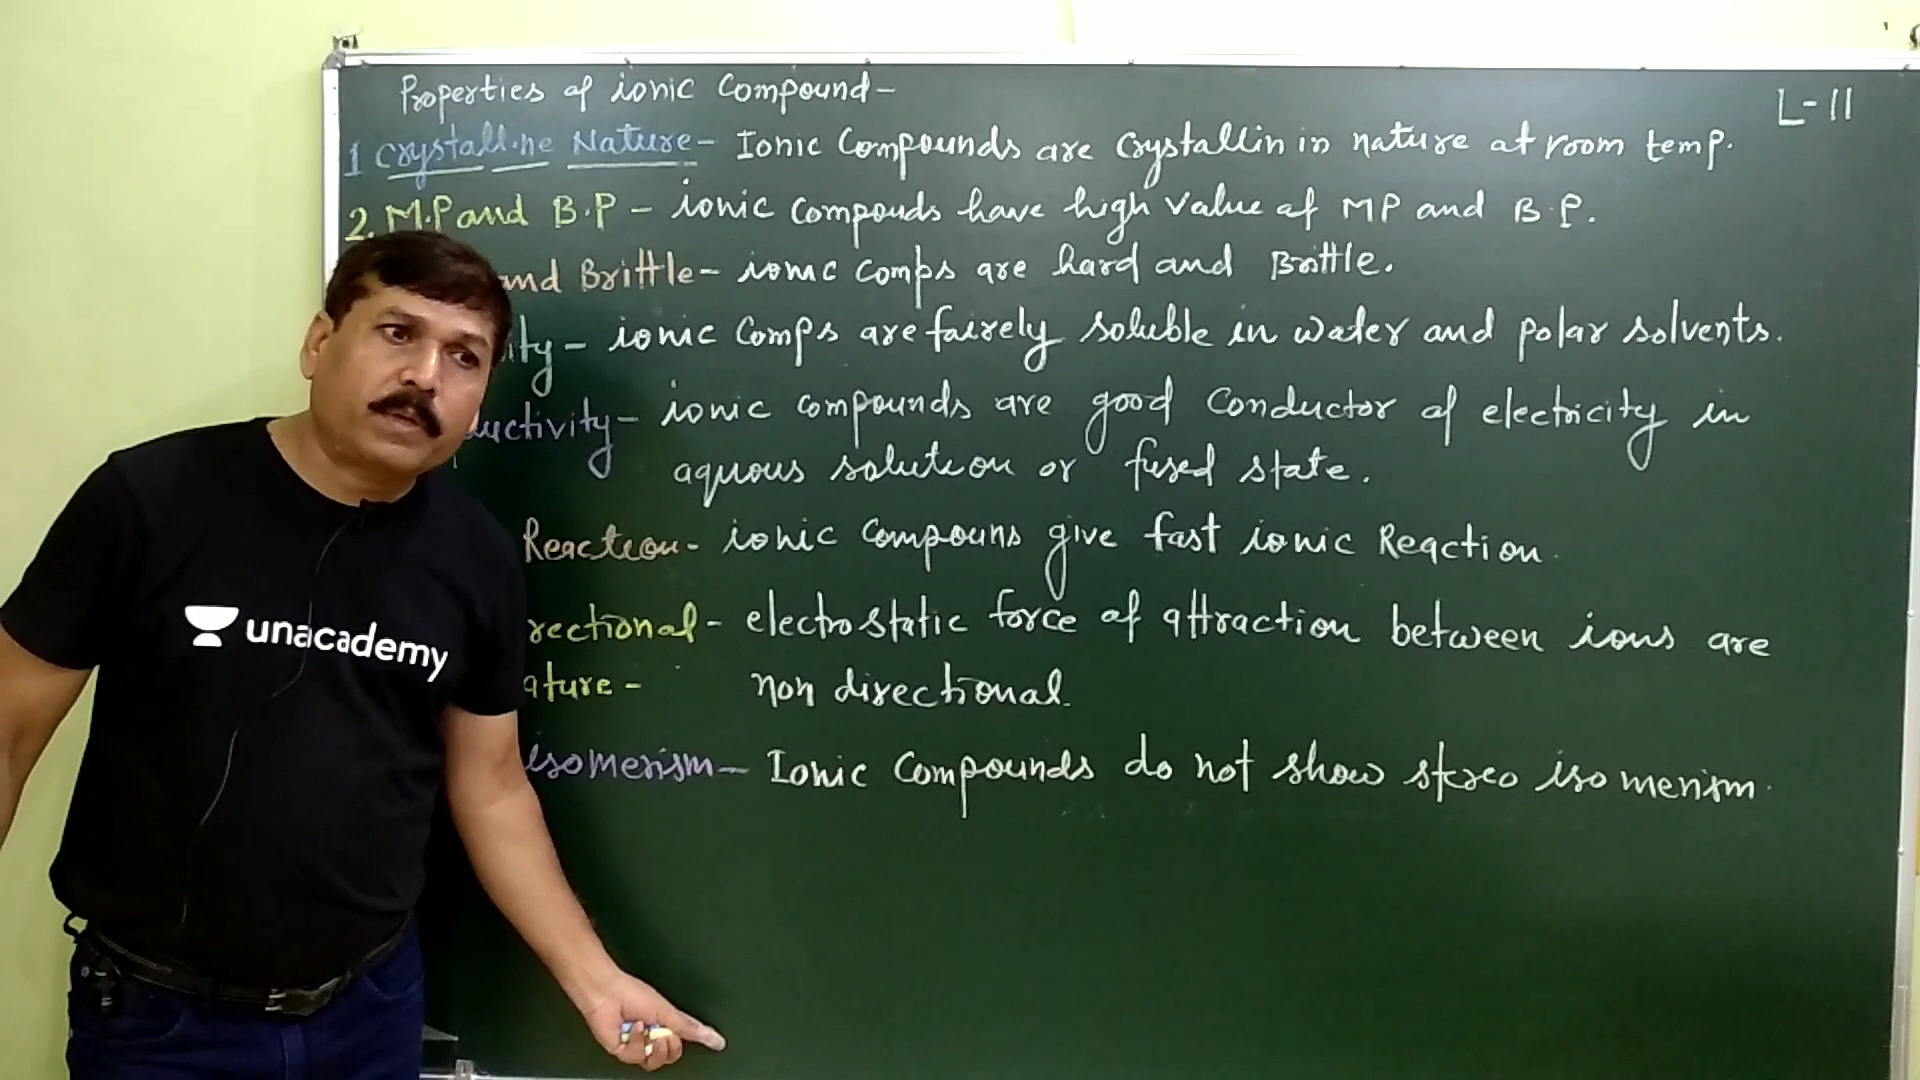 Properties of ionic Compound-
L-11
1 Crystalline Nature- Ionic Compounds are Crystallin in nature at room temp.
2. M.P and B.P - ionic compouds have high value of MP and B.P.
and Brittle- ionic comps are hard and Brittle.
ity- ionic Comps are fairely soluble in water and polar solvents.
uctivity- ionic compounds are good Conductor of electricity in
aquous solution or fused state.
Reaction- ionic Compouns give fast ionic Reaction.
rectional- electrostatic force of attraction between ions are
ature- non directional.
isomerism- Ionic Compounds do not show stereo isomerism.
unacademy